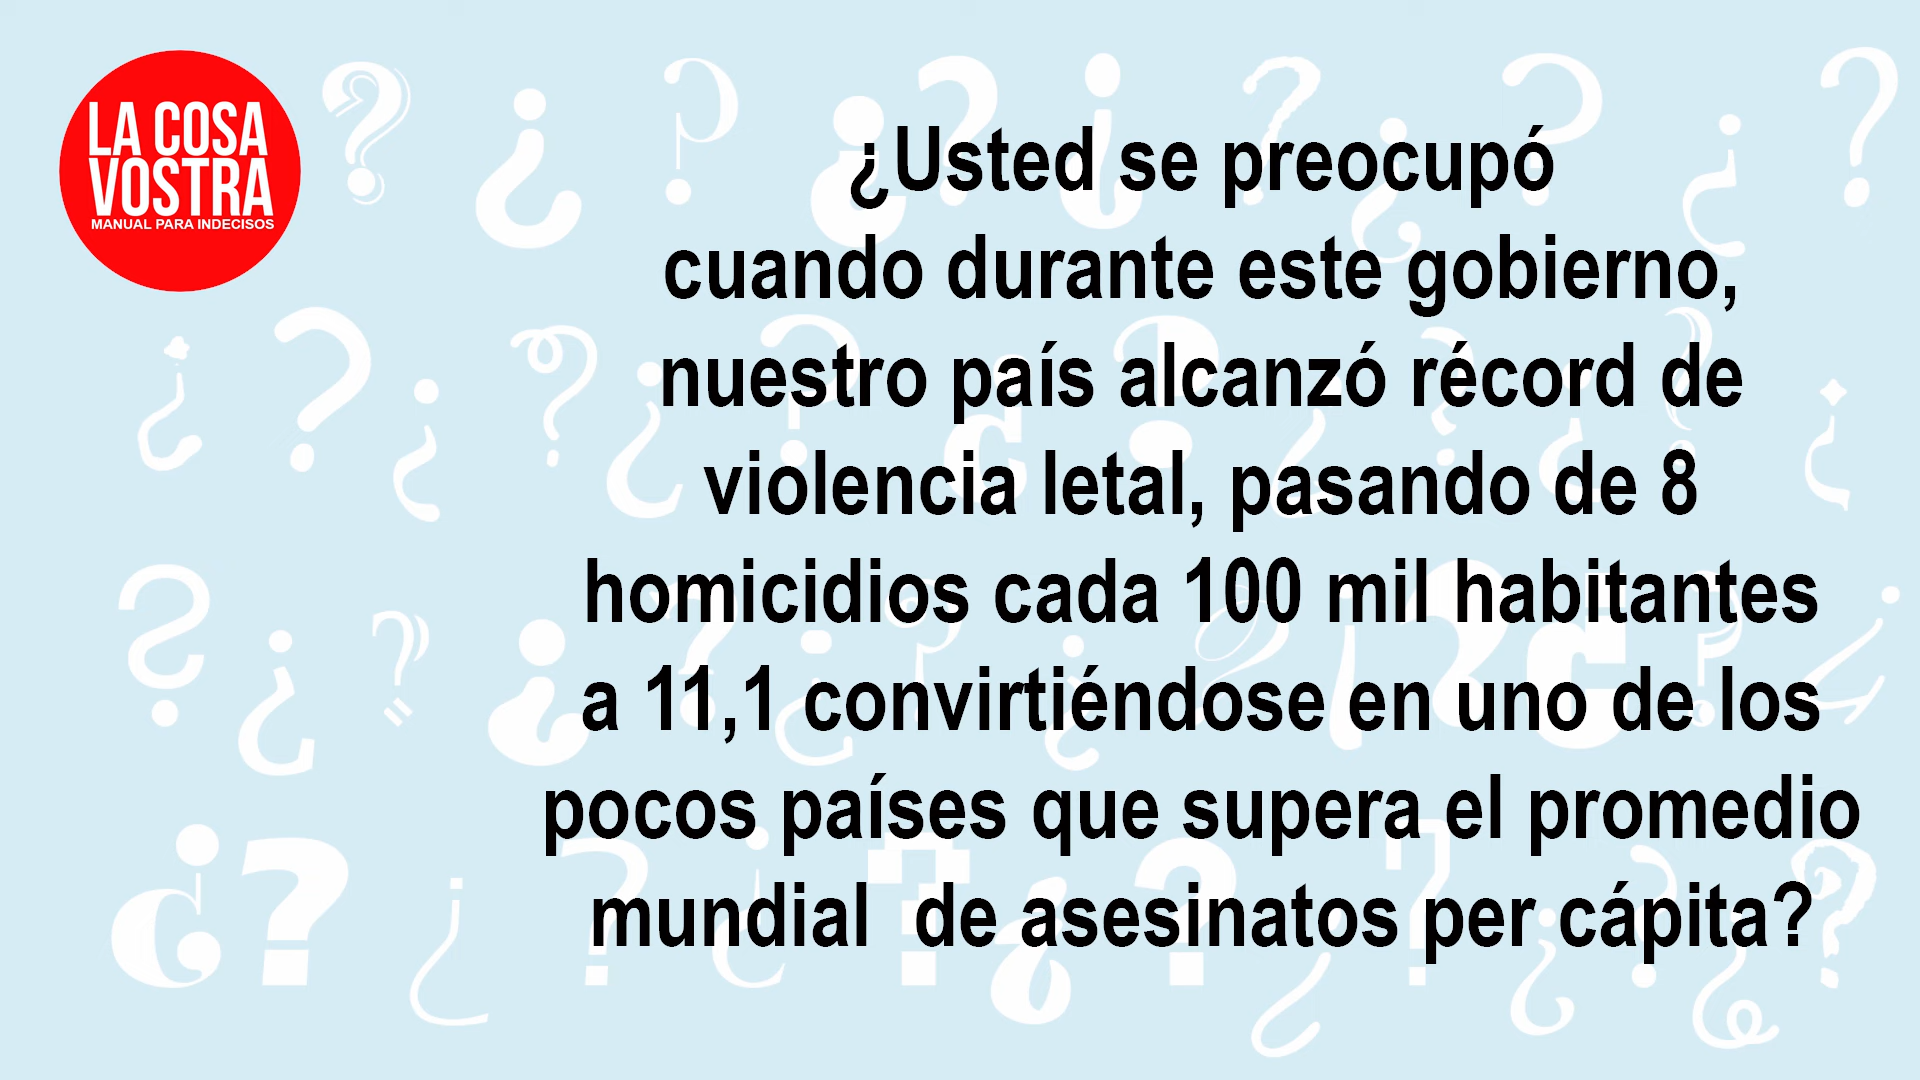 LA COSA
VOSTRA
MANUAL PARA INDECISOS
¿Usted se preocupó
cuando durante este gobierno,
nuestro país alcanzó récord de
violencia letal, pasando de 8
homicidios cada 100 mil habitantes
a 11,1 convirtiéndose en uno de los
pocos países que supera el promedio
mundial  de asesinatos per cápita?